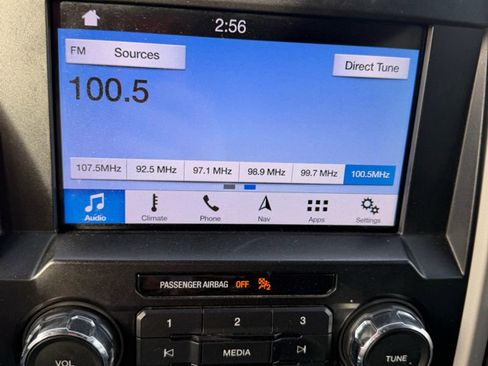 2:56
FM Sources
Direct Tune
100.5
107.5MHz 92.5 MHz 97.1 MHz 98.9 MHz 99.7 MHz 100.5MHz
Audio Climate Phone Nav Apps Settings
PASSENGER AIRBAG OFF 2
1 2 3
VOL MEDIA TUNE